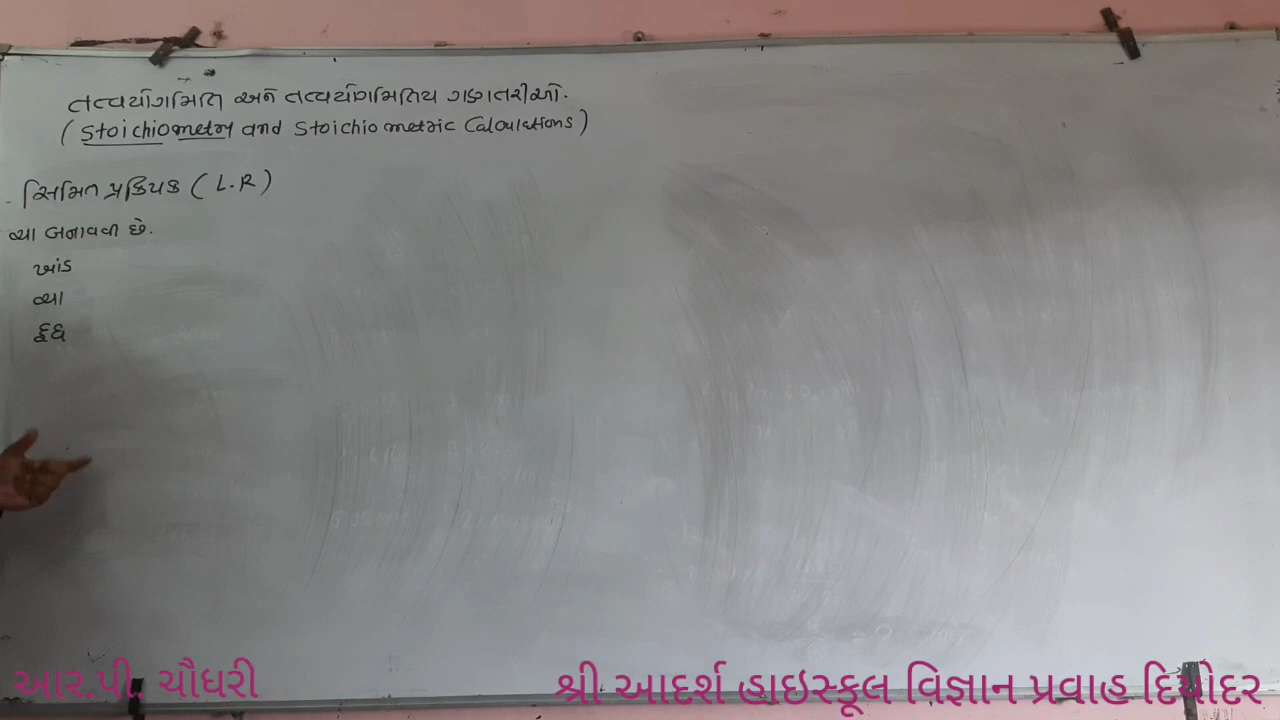 તત્વયોગમિતિ અને તત્વયોગમિતિય ગણતરીઓ.
(Stoichiometry and Stoichiometric Calculations)
સિમિત પ્રક્રિયક (L.R)
ચા બનાવવી છે.
ખાંડ
ચા
દૂધ
આર.પી. ચૌધરી
શ્રી આદર્શ હાઇસ્કૂલ વિજ્ઞાન પ્રવાહ દિયોદર